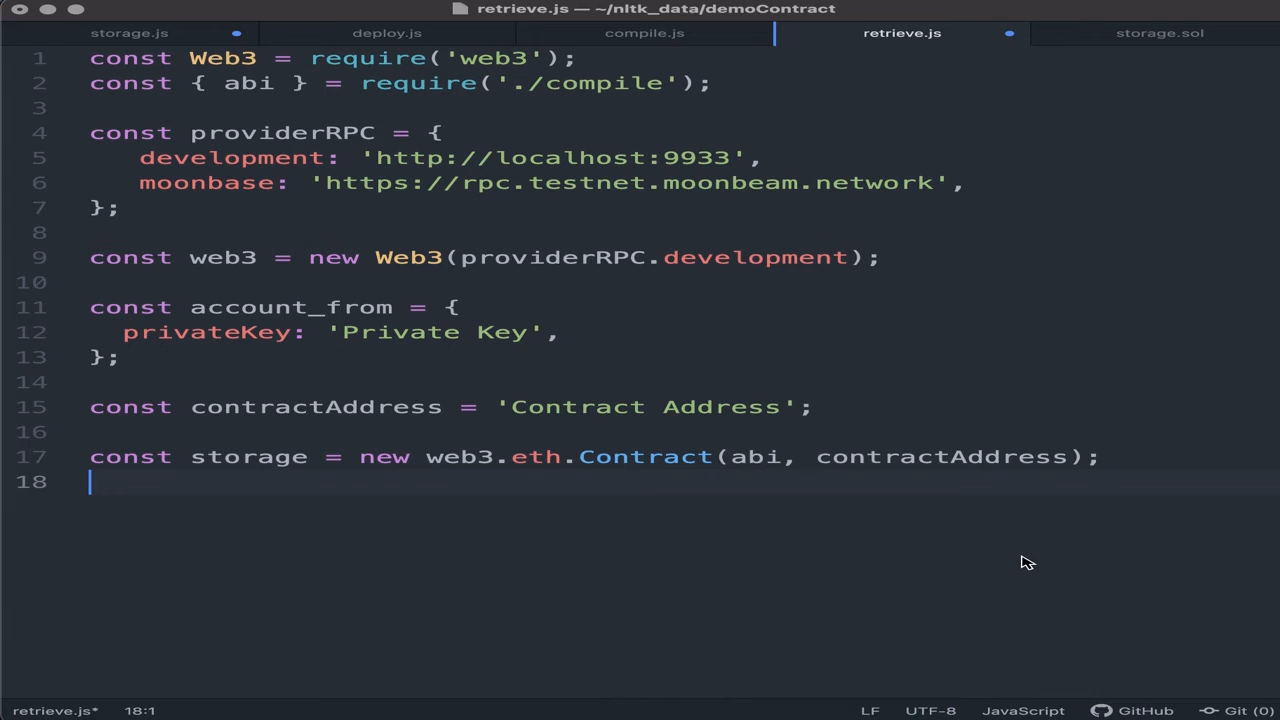 retrieve.js — ~/nltk_data/demoContract
storage.js deploy.js compile.js retrieve.js storage.sol
1 const Web3 = require('web3');
2 const { abi } = require('./compile');
3
4 const providerRPC = {
5    development: 'http://localhost:9933',
6    moonbase: 'https://rpc.testnet.moonbeam.network',
7 };
8
9 const web3 = new Web3(providerRPC.development);
10
11 const account_from = {
12   privateKey: 'Private Key',
13 };
14
15 const contractAddress = 'Contract Address';
16
17 const storage = new web3.eth.Contract(abi, contractAddress);
18
retrieve.js* 18:1 LF UTF-8 JavaScript GitHub Git (0)